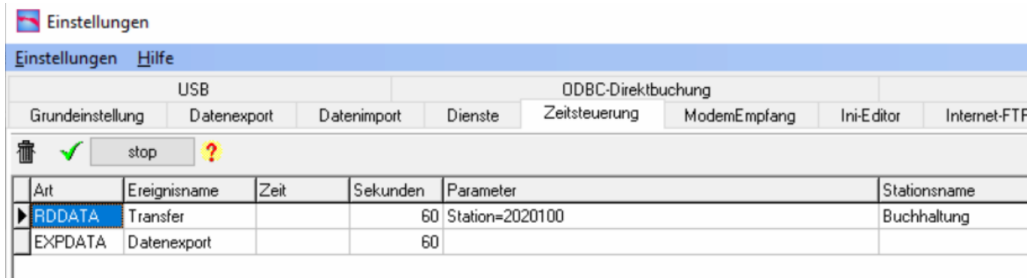 Einstellungen
Einstellungen Hilfe
USB ODBC-Direktbuchung
Grundeinstellung Datenexport Datenimport Dienste Zeitsteuerung ModemEmpfang Ini-Editor Internet-FTP
stop ?
Art Ereignisname Zeit Sekunden Parameter Stationsname
RDDATA Transfer 60 Station=2020100 Buchhaltung
EXPDATA Datenexport 60